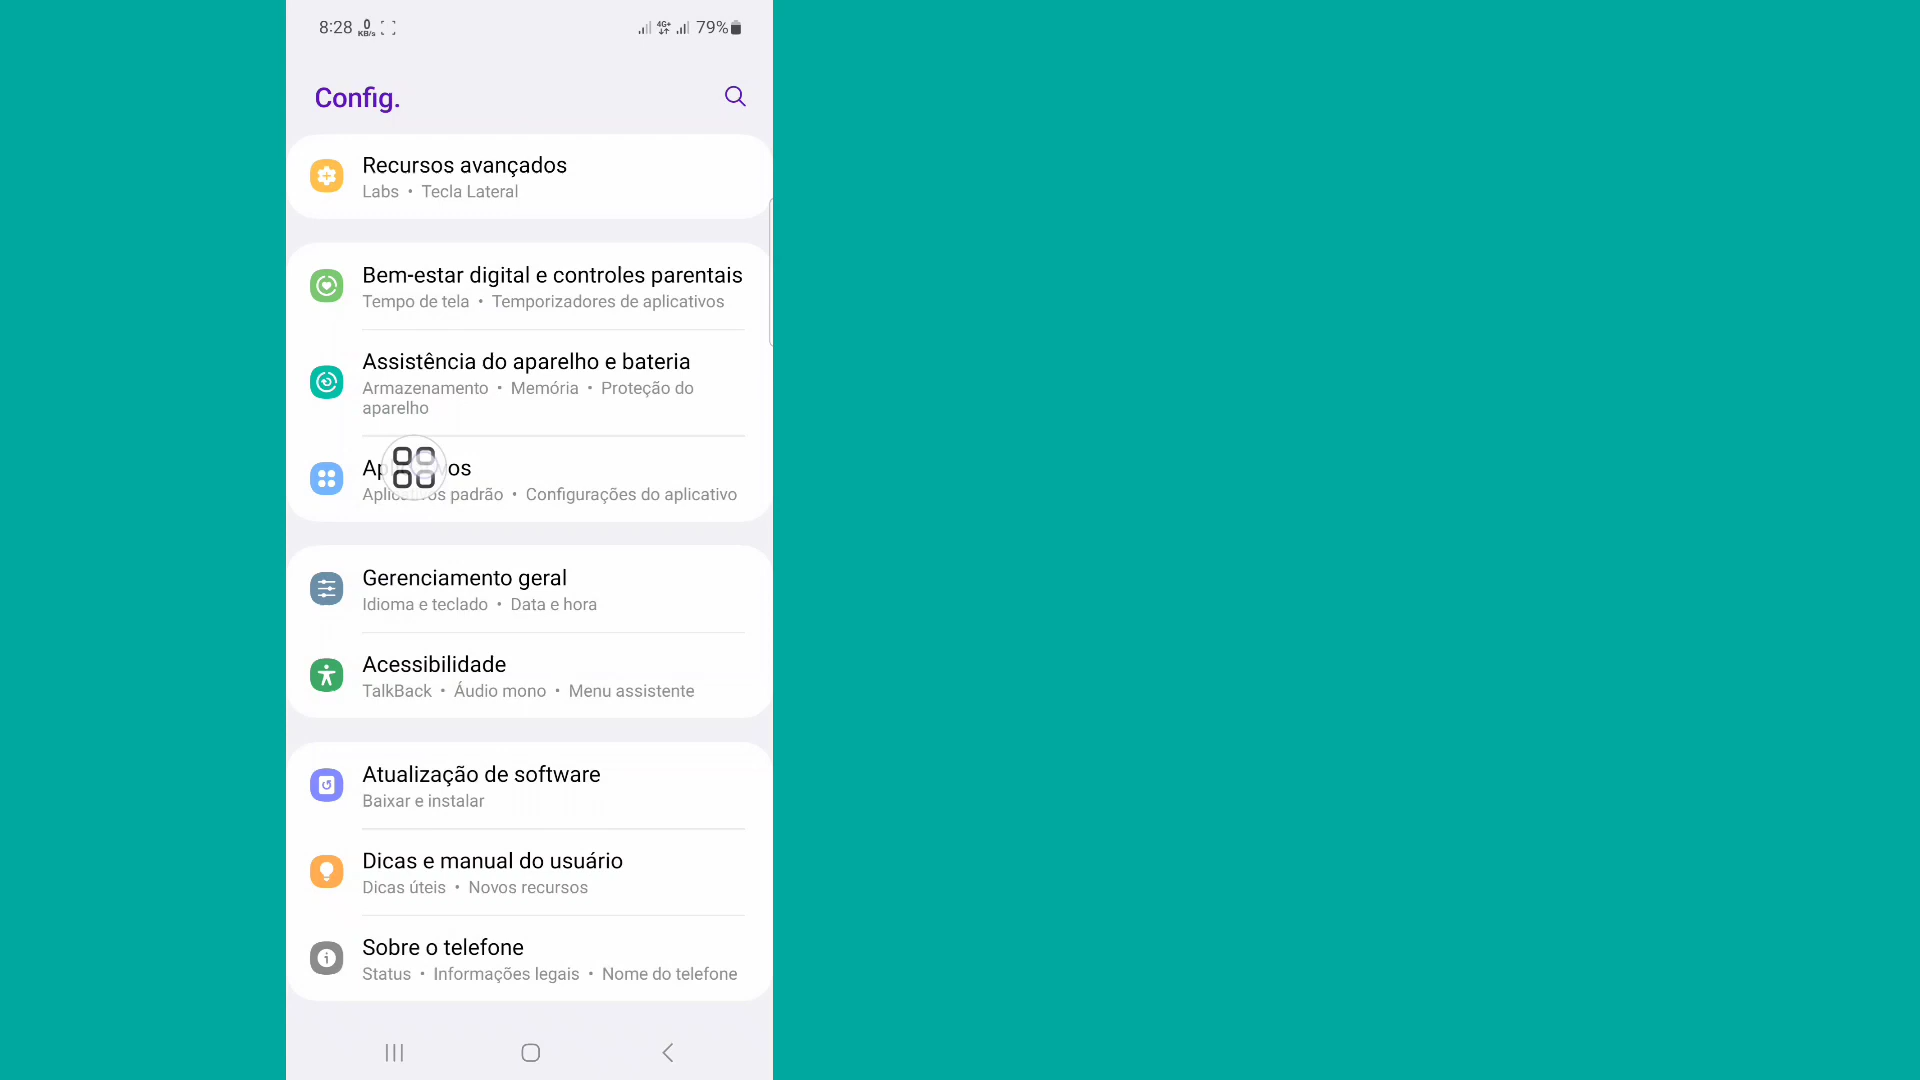 8:28 0 KB/s 4G+ 79%
Config.
Recursos avançados
Labs • Tecla Lateral
Bem-estar digital e controles parentais
Tempo de tela • Temporizadores de aplicativos
Assistência do aparelho e bateria
Armazenamento • Memória • Proteção do
aparelho
Aplicativos padrão • Configurações do aplicativo
Gerenciamento geral
Idioma e teclado • Data e hora
Acessibilidade
TalkBack • Áudio mono • Menu assistente
Atualização de software
Baixar e instalar
Dicas e manual do usuário
Dicas úteis • Novos recursos
Sobre o telefone
Status • Informações legais • Nome do telefone